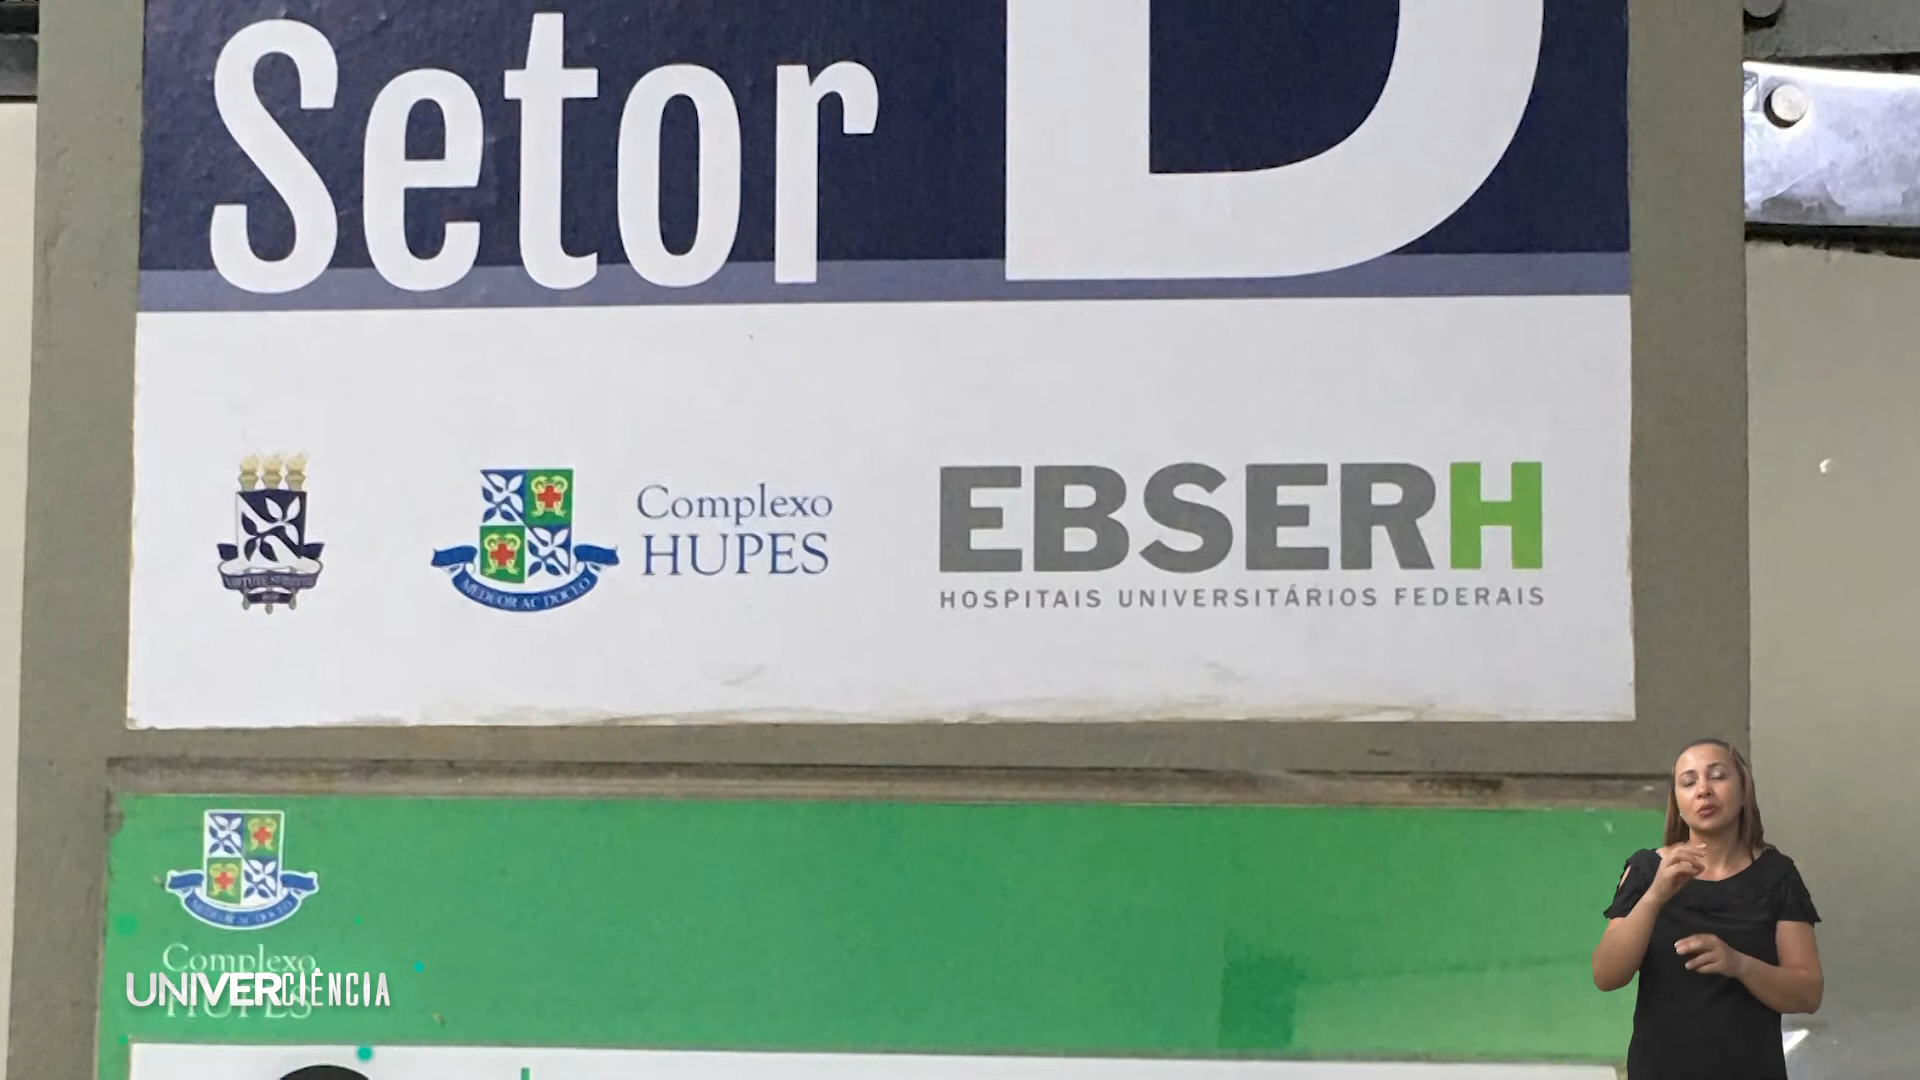 Setor D
Complexo
HUPES
EBSERH
HOSPITAIS UNIVERSITÁRIOS FEDERAIS
Complexo
HUPES
UNIVERCIÊNCIA